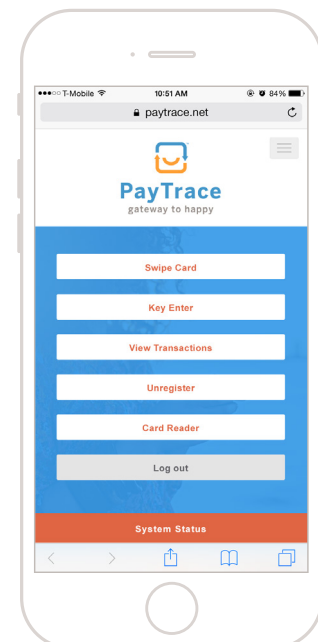 T-Mobile 10:51 AM 84%
paytrace.net
PayTrace
gateway to happy
Swipe Card
Key Enter
View Transactions
Unregister
Card Reader
Log out
System Status